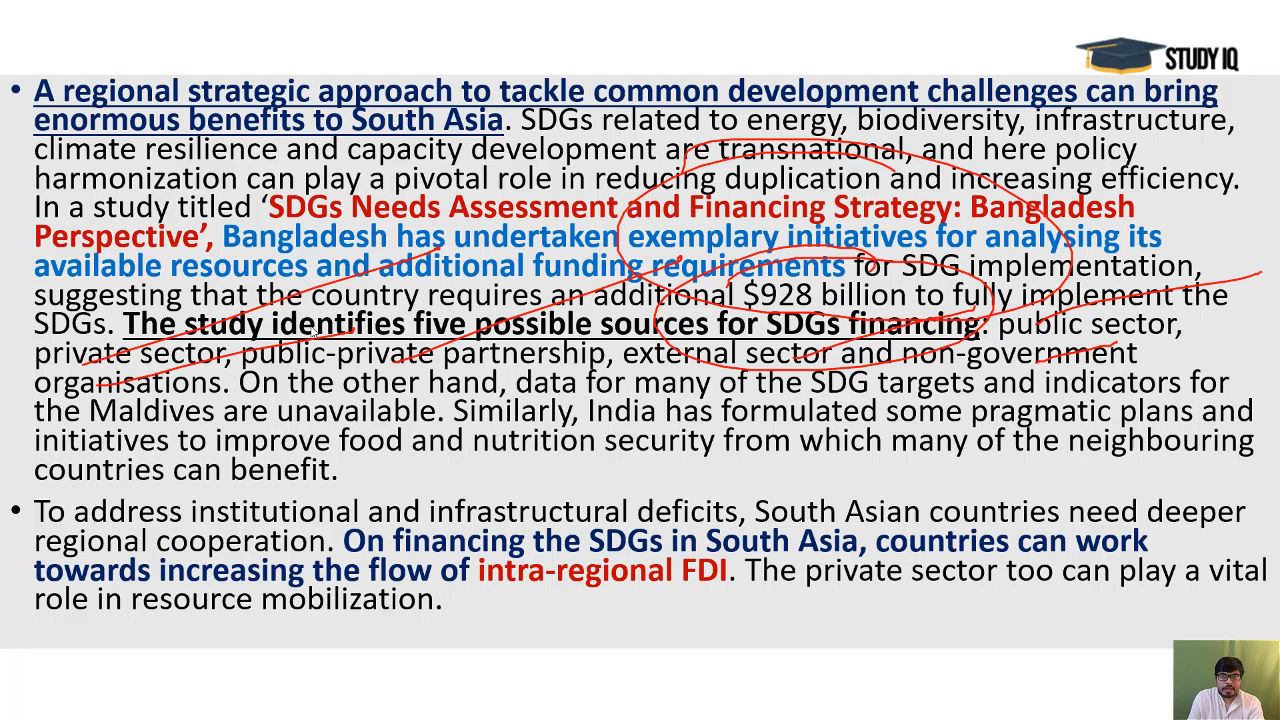 STUDY IQ
• A regional strategic approach to tackle common development challenges can bring
enormous benefits to South Asia. SDGs related to energy, biodiversity, infrastructure,
climate resilience and capacity development are transnational, and here policy
harmonization can play a pivotal role in reducing duplication and increasing efficiency.
In a study titled ‘SDGs Needs Assessment and Financing Strategy: Bangladesh
Perspective’, Bangladesh has undertaken exemplary initiatives for analysing its
available resources and additional funding requirements for SDG implementation,
suggesting that the country requires an additional $928 billion to fully implement the
SDGs. The study identifies five possible sources for SDGs financing: public sector,
private sector, public-private partnership, external sector and non-government
organisations. On the other hand, data for many of the SDG targets and indicators for
the Maldives are unavailable. Similarly, India has formulated some pragmatic plans and
initiatives to improve food and nutrition security from which many of the neighbouring
countries can benefit.
• To address institutional and infrastructural deficits, South Asian countries need deeper
regional cooperation. On financing the SDGs in South Asia, countries can work
towards increasing the flow of intra-regional FDI. The private sector too can play a vital
role in resource mobilization.